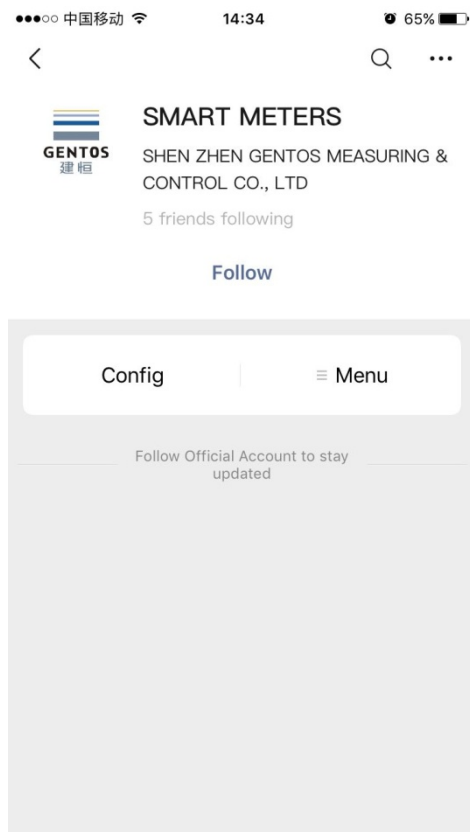 中国移动 14:34 65%
SMART METERS
GENTOS
建恒
SHEN ZHEN GENTOS MEASURING &
CONTROL CO., LTD
5 friends following
Follow
Config
Menu
Follow Official Account to stay
updated